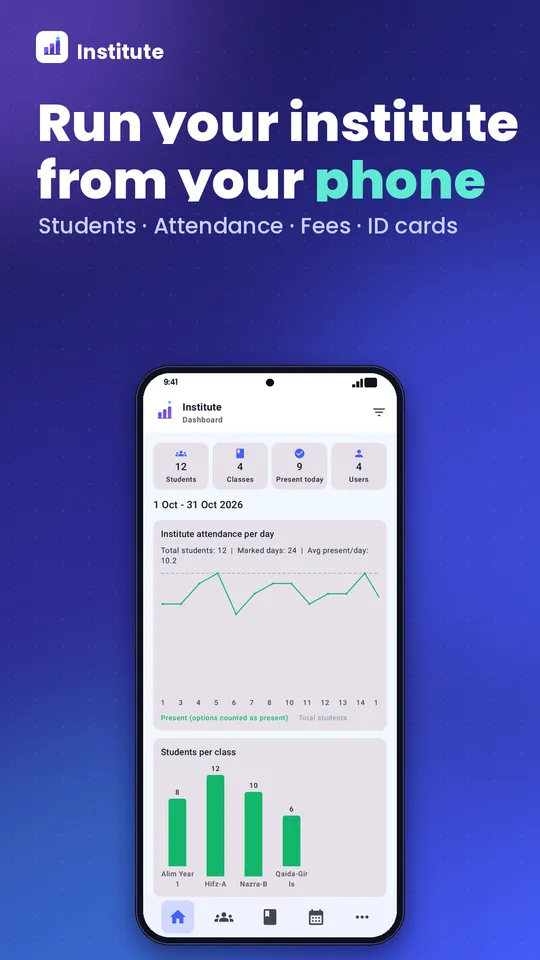 Institute
Run your institute
from your phone
Students · Attendance · Fees · ID cards
9:41
Institute
Dashboard
12
Students
4
Classes
9
Present today
4
Users
1 Oct - 31 Oct 2026
Institute attendance per day
Total students: 12 | Marked days: 24 | Avg present/day:
10.2
1 3 4 5 6 7 8 10 11 12 13 14 1
Present (options counted as present) Total students
Students per class
8 12 10 6
Alim Year
1
Hifz-A
Nazra-B
Qaida-Gir
ls